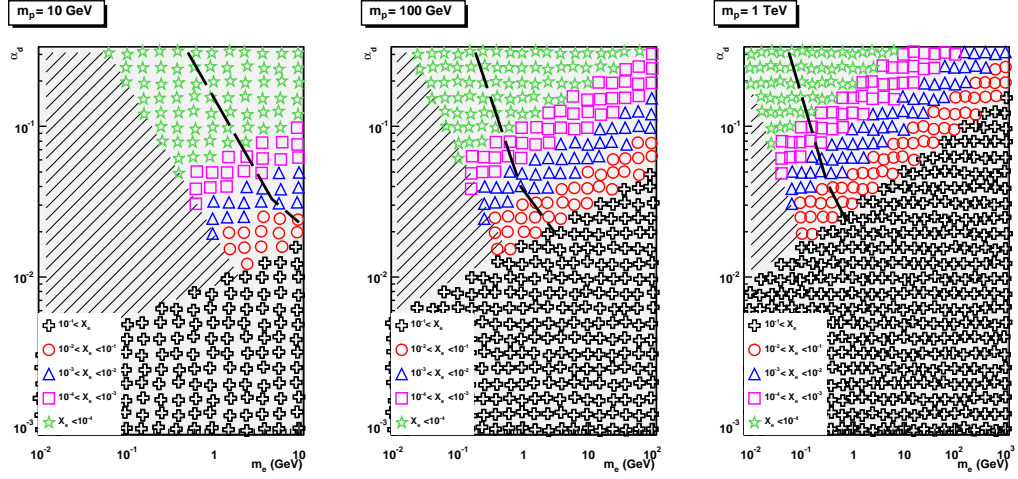 m_p = 10 GeV
α_d
10^-1
10^-2
10^-3
10^-1 < X_e
10^-2 < X_e < 10^-1
10^-3 < X_e < 10^-2
10^-4 < X_e < 10^-3
X_e < 10^-4
10^-2 10^-1 1 10
m_e (GeV)
m_p = 100 GeV
α_d
10^-1
10^-2
10^-3
10^-1 < X_e
10^-2 < X_e < 10^-1
10^-3 < X_e < 10^-2
10^-4 < X_e < 10^-3
X_e < 10^-4
10^-2 10^-1 1 10 10^2
m_e (GeV)
m_p = 1 TeV
α_d
10^-1
10^-2
10^-3
10^-1 < X_e
10^-2 < X_e < 10^-1
10^-3 < X_e < 10^-2
10^-4 < X_e < 10^-3
X_e < 10^-4
10^-2 10^-1 1 10 10^2 10^3
m_e (GeV)